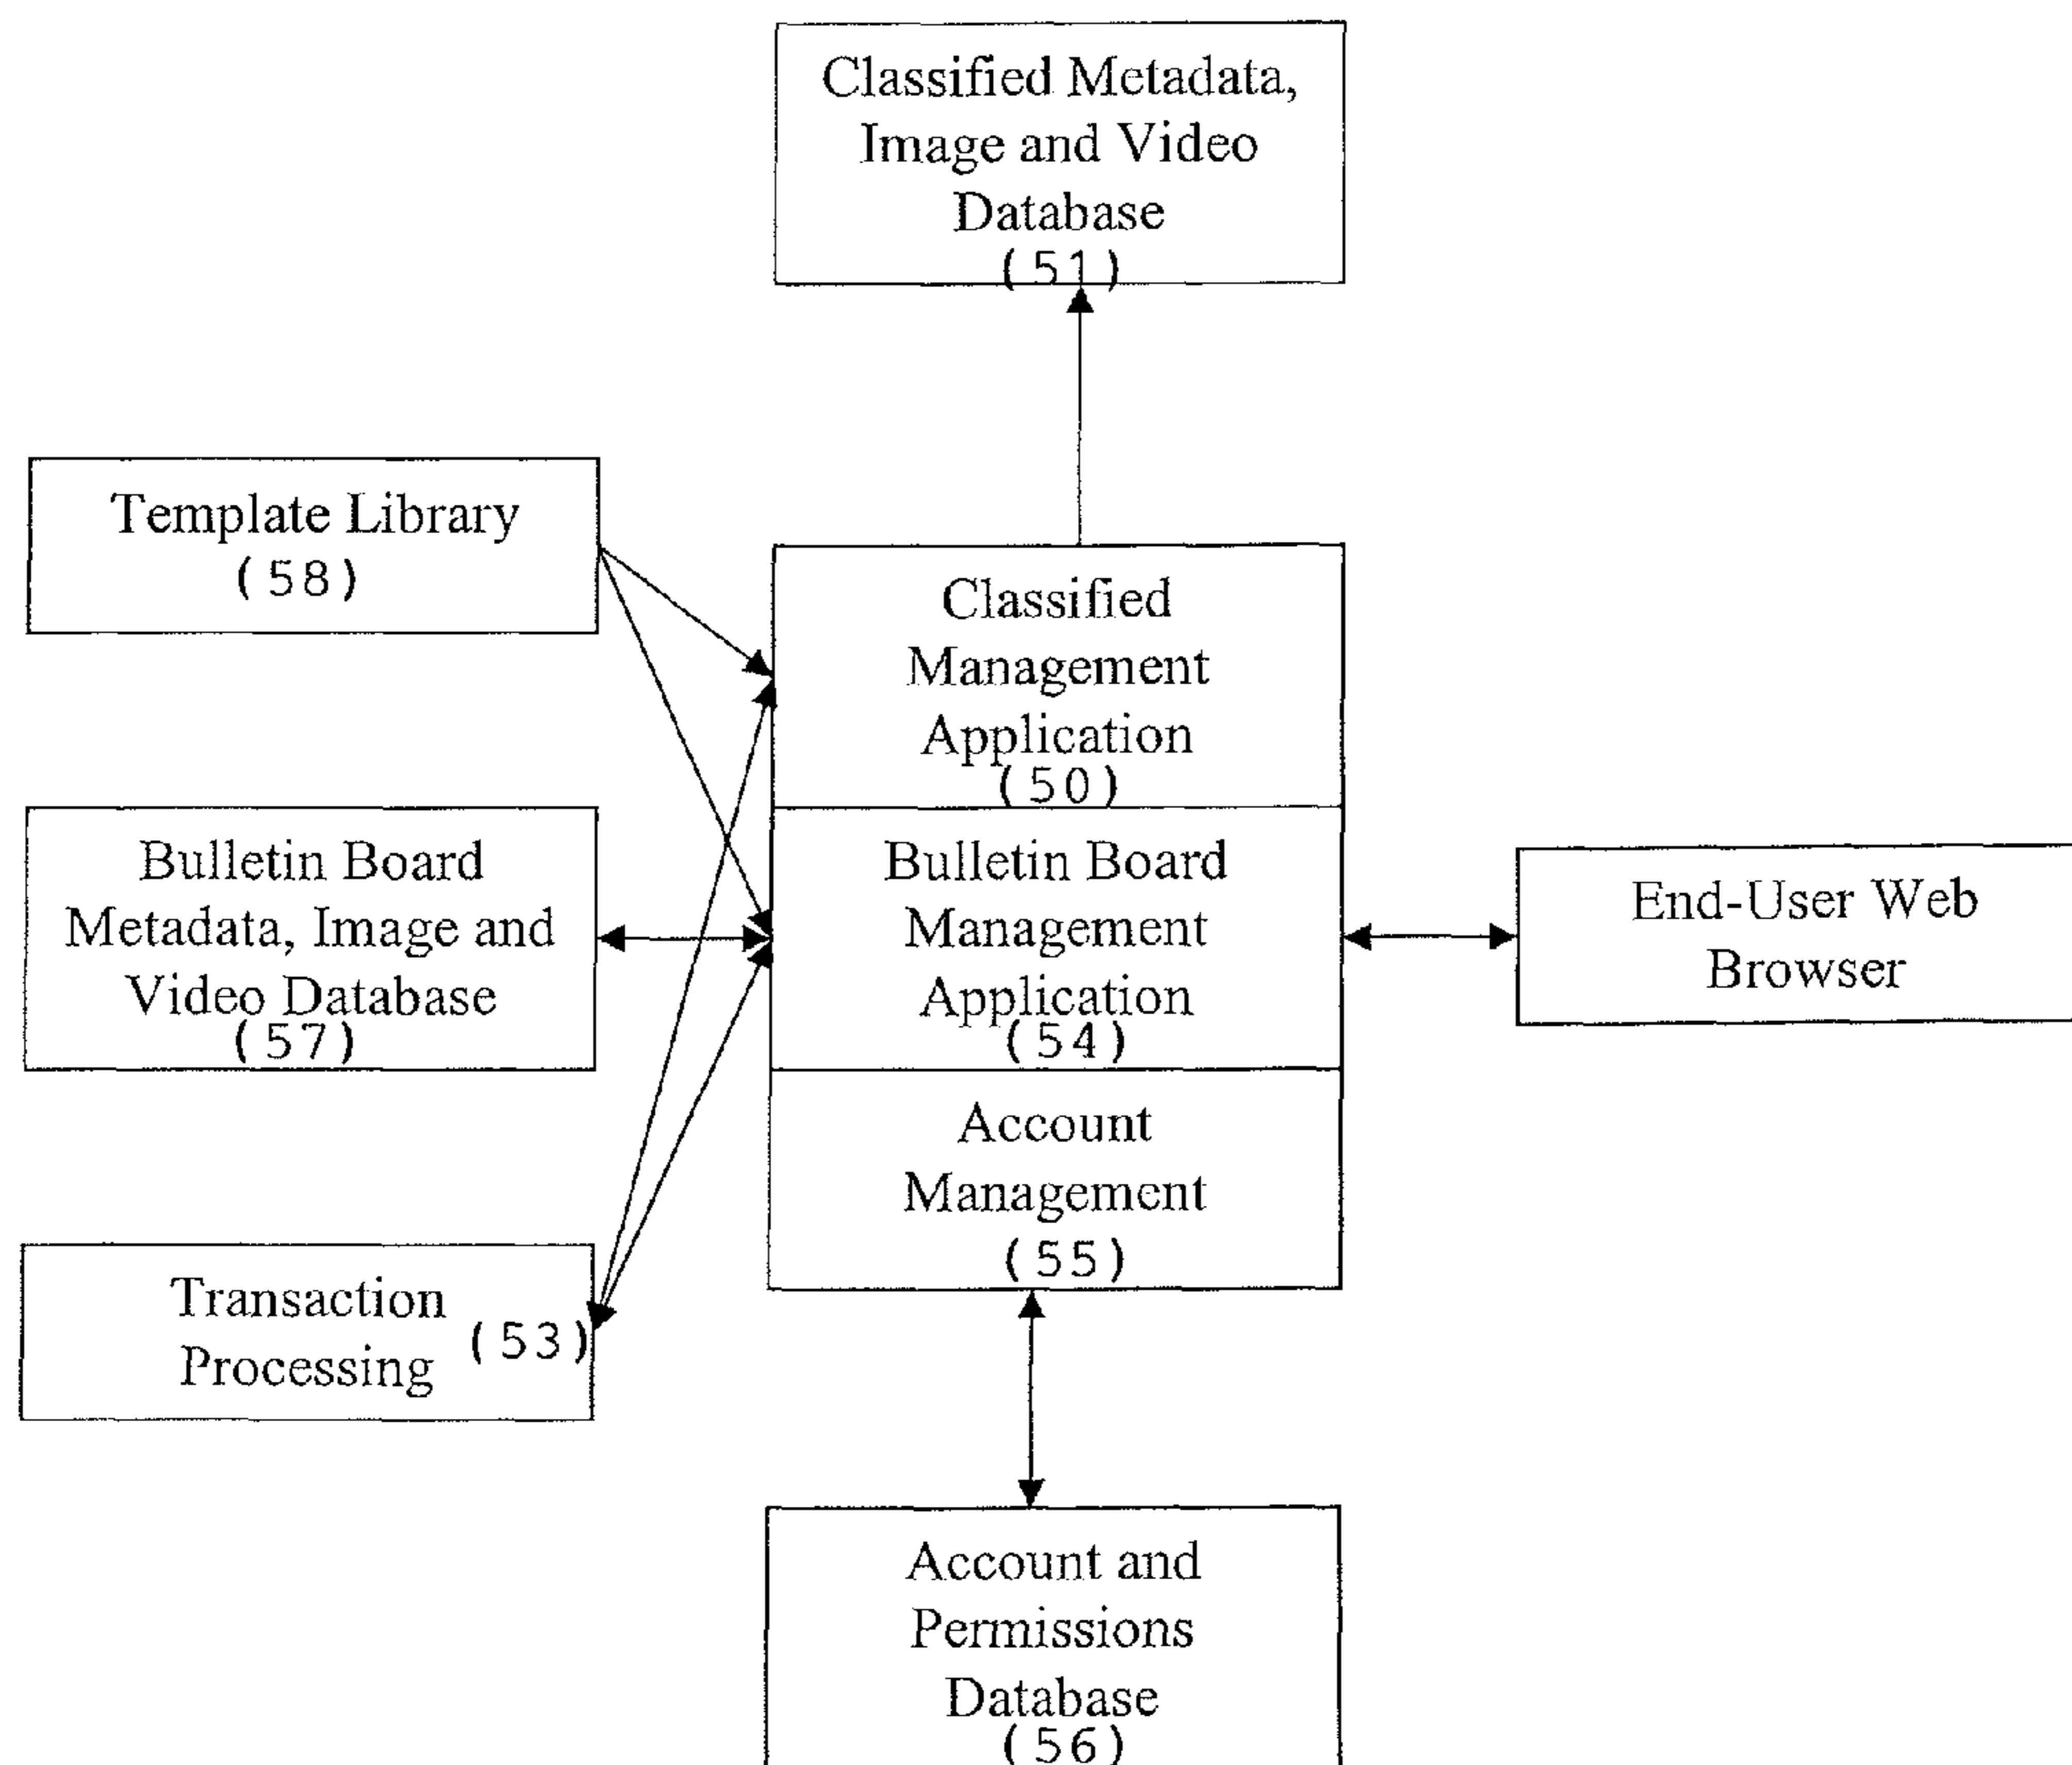 Classified Metadata,
Image and Video
Database
(51)
Template Library
(58)
Classified
Management
Application
(50)
Bulletin Board
Metadata, Image and
Video Database
(57)
Bulletin Board
Management
Application
(54)
End-User Web
Browser
Account
Management
(55)
Transaction
Processing (53)
Account and
Permissions
Database
(56)